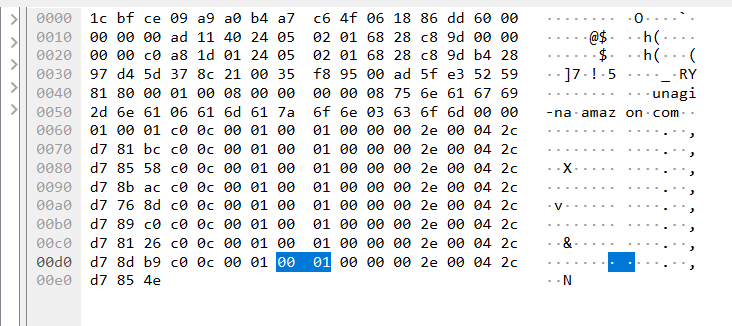 0000 1c bf ce 09 a9 a0 b4 a7 c6 4f 06 18 86 dd 60 00 ········ ·O····`·
0010 00 00 00 ad 11 40 24 05 02 01 68 28 c8 9d 00 00 ·····@$· ··h(····
0020 00 00 c0 a8 1d 01 24 05 02 01 68 28 c8 9d b4 28 ······$· ··h(···(
0030 97 d4 5d 37 8c 21 00 35 f8 95 00 ad 5f e3 52 59 ··]7·!·5 ····_·RY
0040 81 80 00 01 00 08 00 00 00 00 08 75 6e 61 67 69 ········ ···unagi
0050 2d 6e 61 06 61 6d 61 7a 6f 6e 03 63 6f 6d 00 00 -na·amaz on·com··
0060 01 00 01 c0 0c 00 01 00 01 00 00 00 2e 00 04 2c ········ ····.··,
0070 d7 81 bc c0 0c 00 01 00 01 00 00 00 2e 00 04 2c ········ ····.··,
0080 d7 85 58 c0 0c 00 01 00 01 00 00 00 2e 00 04 2c ··X····· ····.··,
0090 d7 8b ac c0 0c 00 01 00 01 00 00 00 2e 00 04 2c ········ ····.··,
00a0 d7 76 8d c0 0c 00 01 00 01 00 00 00 2e 00 04 2c ·v······ ····.··,
00b0 d7 89 c0 c0 0c 00 01 00 01 00 00 00 2e 00 04 2c ········ ····.··,
00c0 d7 81 26 c0 0c 00 01 00 01 00 00 00 2e 00 04 2c ··&····· ····.··,
00d0 d7 8d b9 c0 0c 00 01 00 01 00 00 00 2e 00 04 2c ········ ····.··,
00e0 d7 85 4e ··N